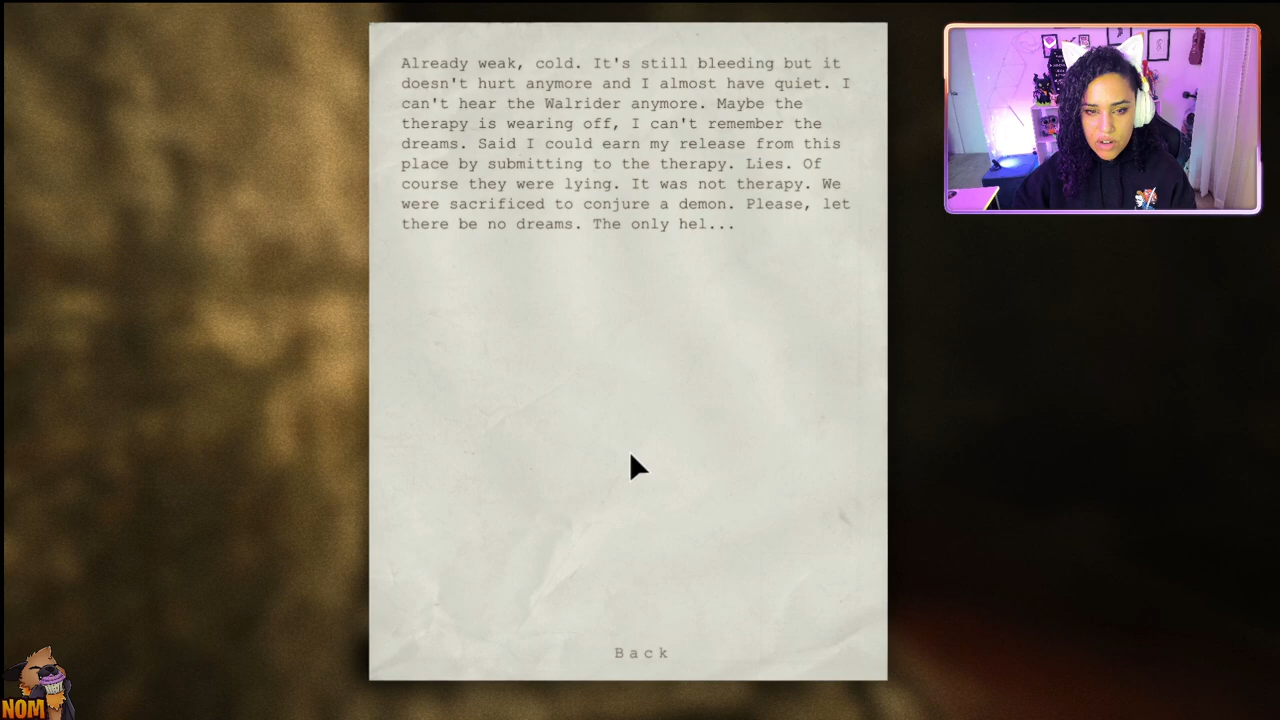 Already weak, cold. It's still bleeding but it
doesn't hurt anymore and I almost have quiet. I
can't hear the Walrider anymore. Maybe the
therapy is wearing off, I can't remember the
dreams. Said I could earn my release from this
place by submitting to the therapy. Lies. Of
course they were lying. It was not therapy. We
were sacrificed to conjure a demon. Please, let
there be no dreams. The only hel...
Back
NOM